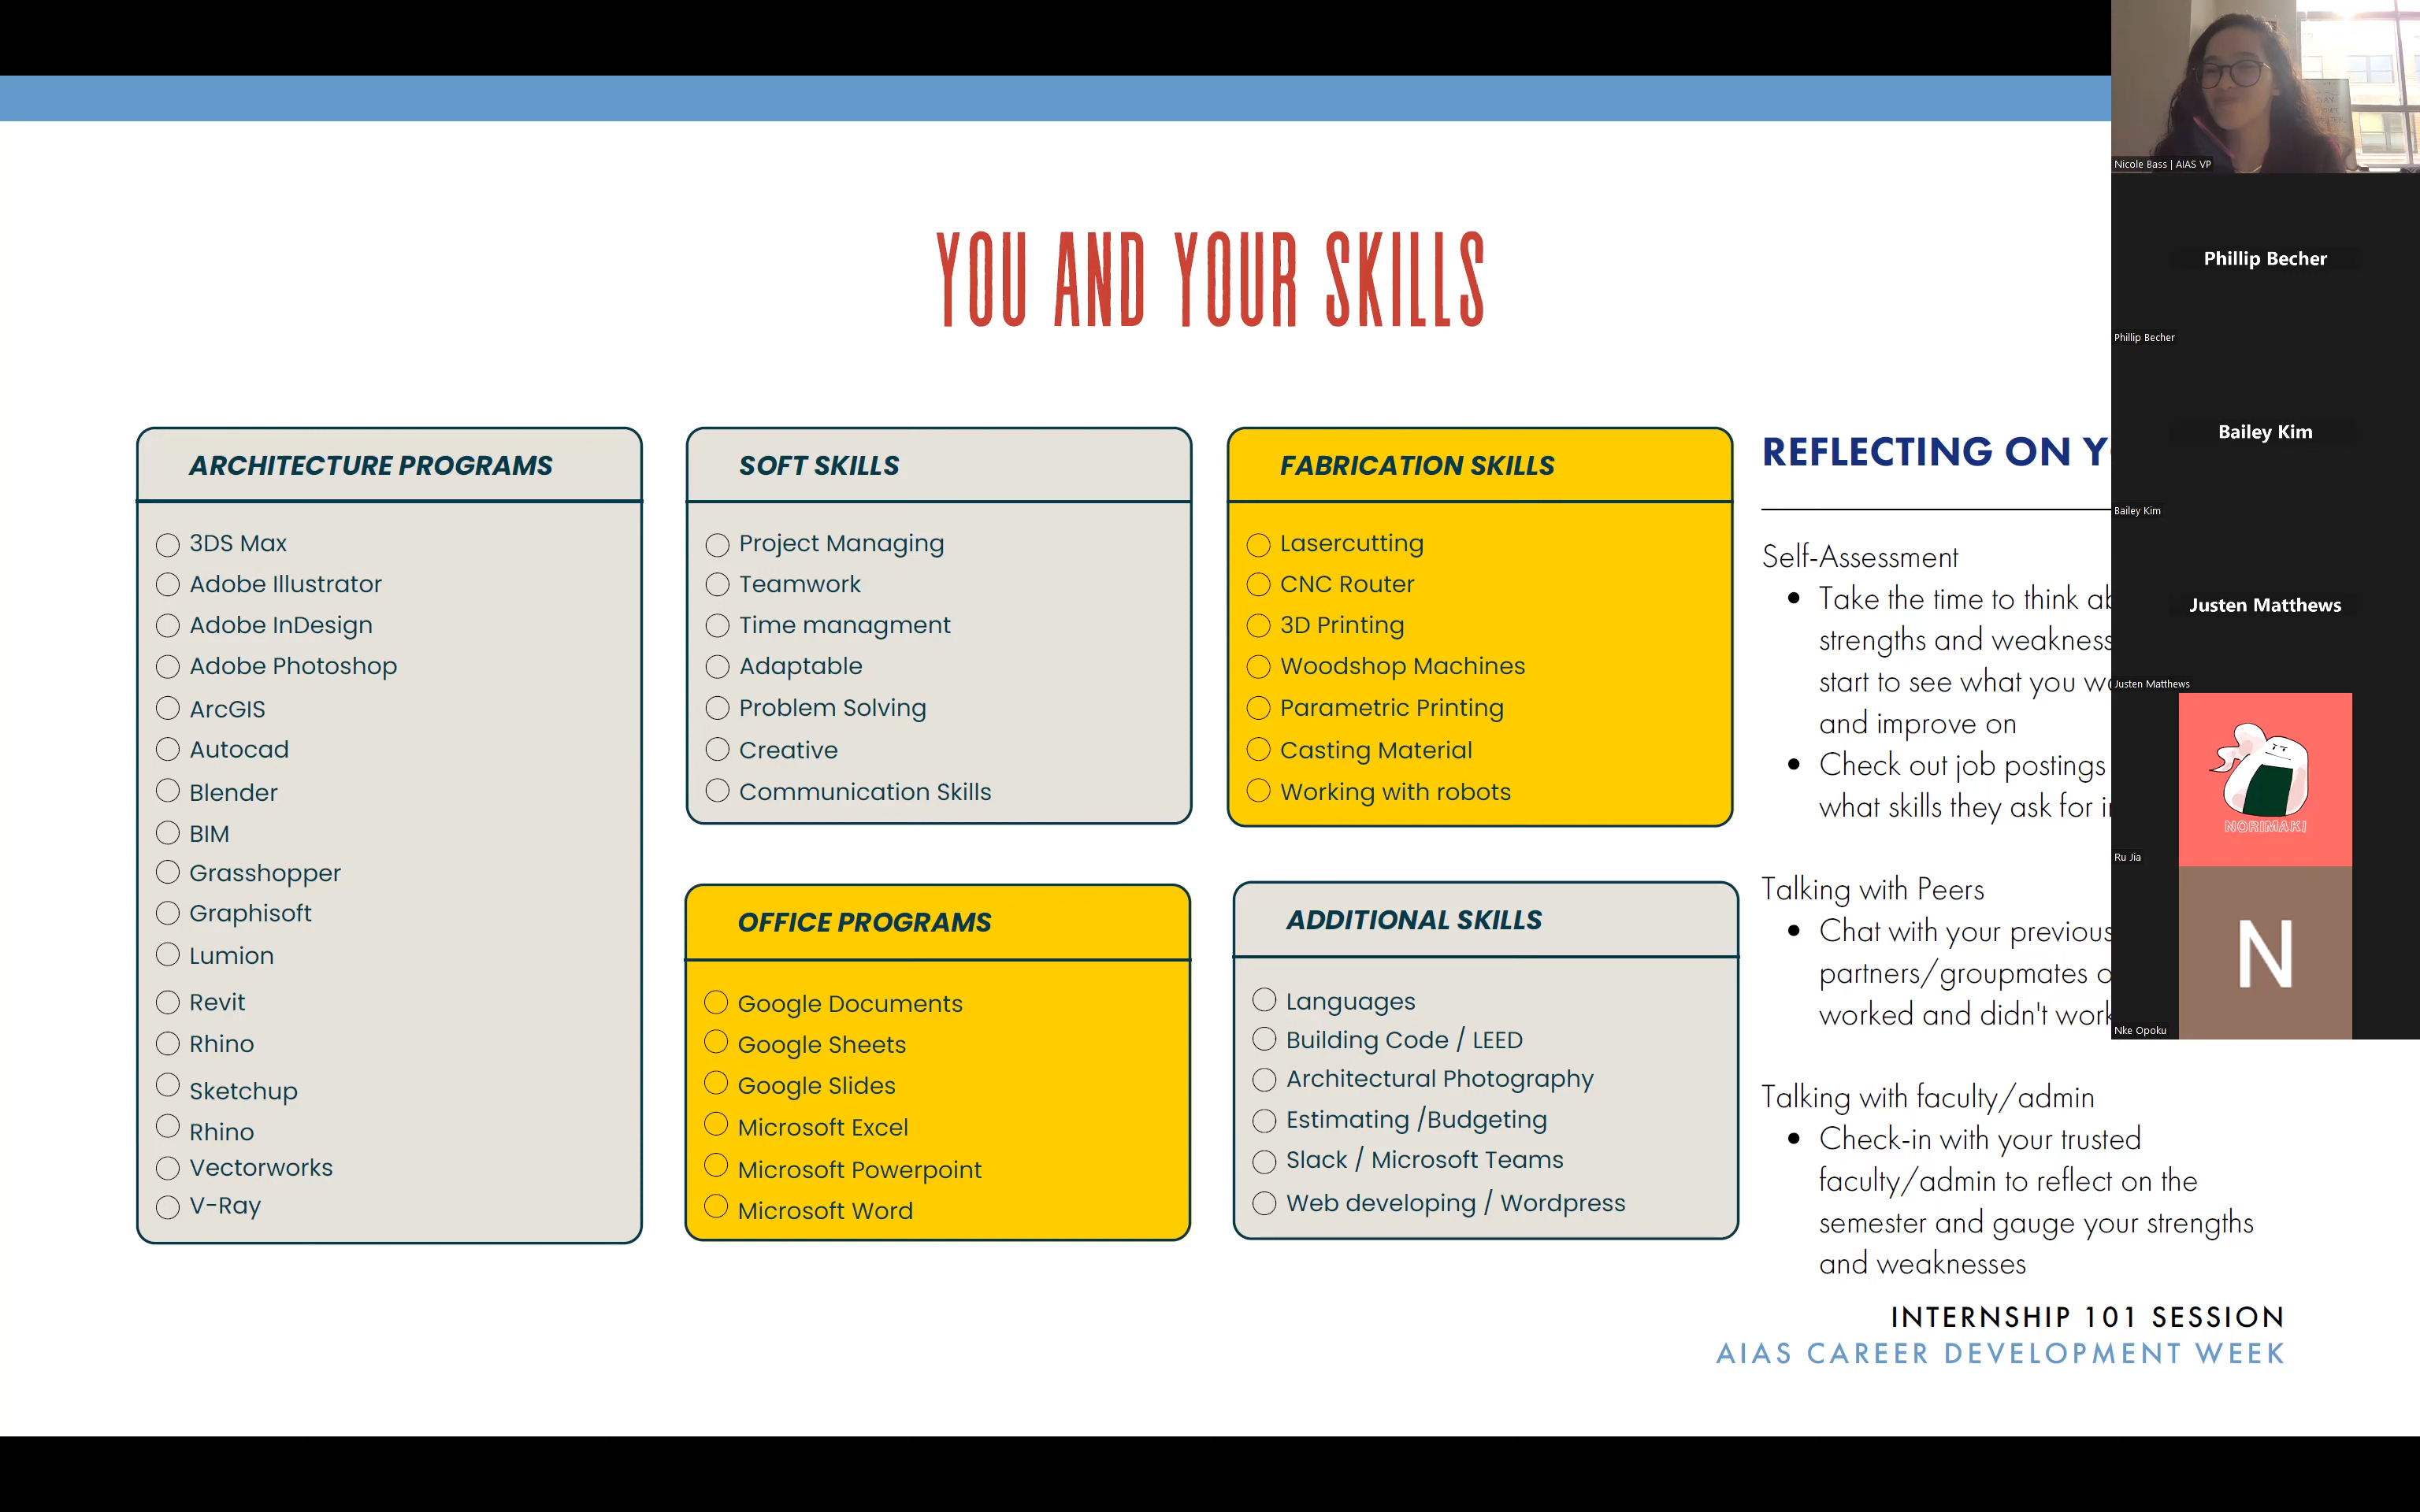 YOU AND YOUR SKILLS
ARCHITECTURE PROGRAMS
3DS Max
Adobe Illustrator
Adobe InDesign
Adobe Photoshop
ArcGIS
Autocad
Blender
BIM
Grasshopper
Graphisoft
Lumion
Revit
Rhino
Sketchup
Rhino
Vectorworks
V-Ray
SOFT SKILLS
Project Managing
Teamwork
Time managment
Adaptable
Problem Solving
Creative
Communication Skills
OFFICE PROGRAMS
Google Documents
Google Sheets
Google Slides
Microsoft Excel
Microsoft Powerpoint
Microsoft Word
FABRICATION SKILLS
Lasercutting
CNC Router
3D Printing
Woodshop Machines
Parametric Printing
Casting Material
Working with robots
ADDITIONAL SKILLS
Languages
Building Code / LEED
Architectural Photography
Estimating /Budgeting
Slack / Microsoft Teams
Web developing / Wordpress
REFLECTING ON
Self-Assessment
Take the time to think
strengths and
start to see what you
and improve on
Check out job postings
what skills they ask for
Talking with Peers
Chat with your previous
partners/groupmates
worked and didn't
Talking with faculty/admin
Check-in with your trusted
faculty/admin to reflect on the
semester and gauge your strengths
and weaknesses
INTERNSHIP 101 SESSION
AIAS CAREER DEVELOPMENT WEEK
Nicole Bass | AIAS VP
Phillip Becher
Phillip Becher
Bailey Kim
Bailey Kim
Justen Matthews
Justen Matthews
NORIMAKI
Ru Jia
N
Nke Opoku